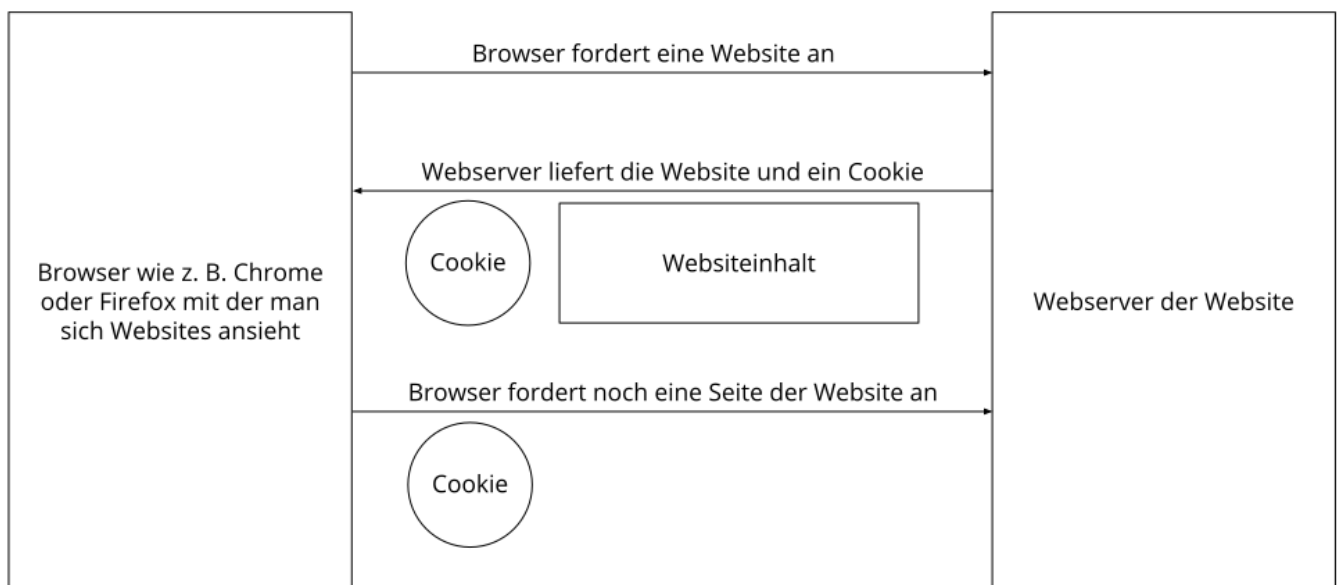 Browser fordert eine Website an
Webserver liefert die Website und ein Cookie
Cookie
Websiteinhalt
Browser wie z. B. Chrome
oder Firefox mit der man
sich Websites ansieht
Webserver der Website
Browser fordert noch eine Seite der Website an
Cookie